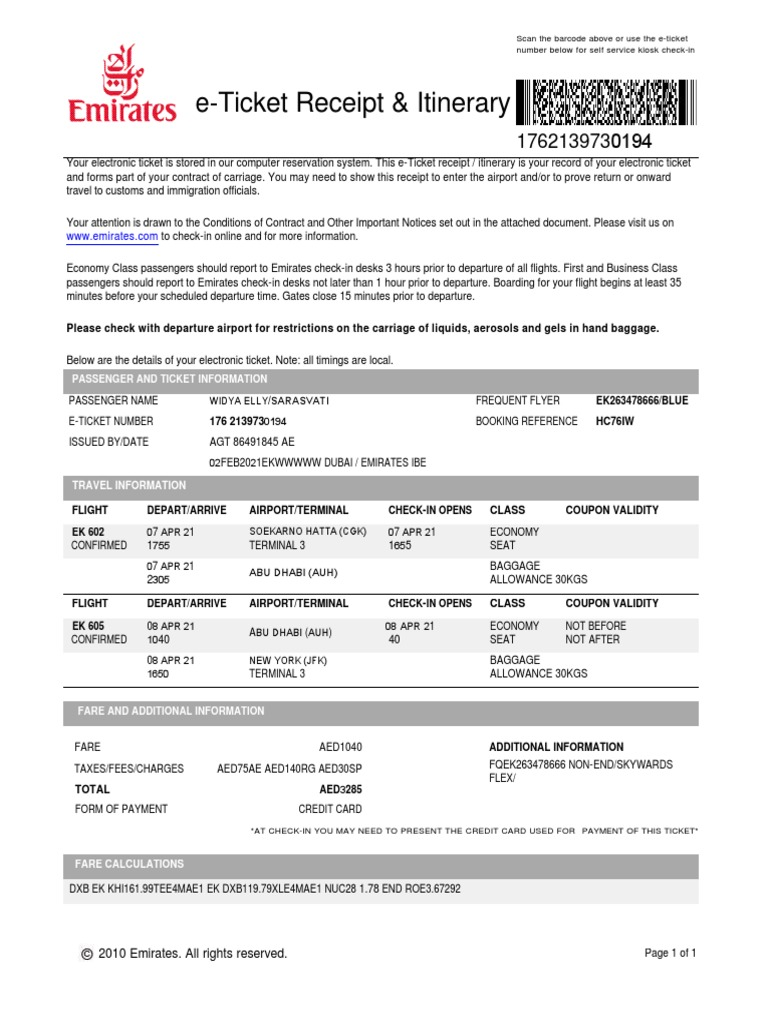 Scan the barcode above or use the e-ticket
number below for self service kiosk check-in
Emirates
e-Ticket Receipt & Itinerary
1762139730194
Your electronic ticket is stored in our computer reservation system. This e-Ticket receipt / itinerary is your record of your electronic ticket
and forms part of your contract of carriage. You may need to show this receipt to enter the airport and/or to prove return or onward
travel to customs and immigration officials.
Your attention is drawn to the Conditions of Contract and Other Important Notices set out in the attached document. Please visit us on
www.emirates.com to check-in online and for more information.
Economy Class passengers should report to Emirates check-in desks 3 hours prior to departure of all flights. First and Business Class
passengers should report to Emirates check-in desks not later than 1 hour prior to departure. Boarding for your flight begins at least 35
minutes before your scheduled departure time. Gates close 15 minutes prior to departure.
Please check with departure airport for restrictions on the carriage of liquids, aerosols and gels in hand baggage.
Below are the details of your electronic ticket. Note: all timings are local.
PASSENGER AND TICKET INFORMATION
PASSENGER NAME WIDYA ELLY/SARASVATI FREQUENT FLYER EK263478666/BLUE
E-TICKET NUMBER 176 2139730194 BOOKING REFERENCE HC76IW
ISSUED BY/DATE AGT 86491845 AE
02FEB2021EKWWWWW DUBAI / EMIRATES IBE
TRAVEL INFORMATION
FLIGHT DEPART/ARRIVE AIRPORT/TERMINAL CHECK-IN OPENS CLASS COUPON VALIDITY
EK 602 07 APR 21 SOEKARNO HATTA (CGK) 07 APR 21 ECONOMY
CONFIRMED 1755 TERMINAL 3 1655 SEAT
07 APR 21 ABU DHABI (AUH) BAGGAGE
2305 ALLOWANCE 30KGS
FLIGHT DEPART/ARRIVE AIRPORT/TERMINAL CHECK-IN OPENS CLASS COUPON VALIDITY
EK 605 08 APR 21 ABU DHABI (AUH) 08 APR 21 ECONOMY NOT BEFORE
CONFIRMED 1040 40 SEAT NOT AFTER
08 APR 21 NEW YORK (JFK) BAGGAGE
1650 TERMINAL 3 ALLOWANCE 30KGS
FARE AND ADDITIONAL INFORMATION
FARE AED1040 ADDITIONAL INFORMATION
TAXES/FEES/CHARGES AED75AE AED140RG AED30SP FQEK263478666 NON-END/SKYWARDS
FLEX/
TOTAL AED3285
FORM OF PAYMENT CREDIT CARD
*AT CHECK-IN YOU MAY NEED TO PRESENT THE CREDIT CARD USED FOR PAYMENT OF THIS TICKET*
FARE CALCULATIONS
DXB EK KHI161.99TEE4MAE1 EK DXB119.79XLE4MAE1 NUC28 1.78 END ROE3.67292
© 2010 Emirates. All rights reserved. Page 1 of 1